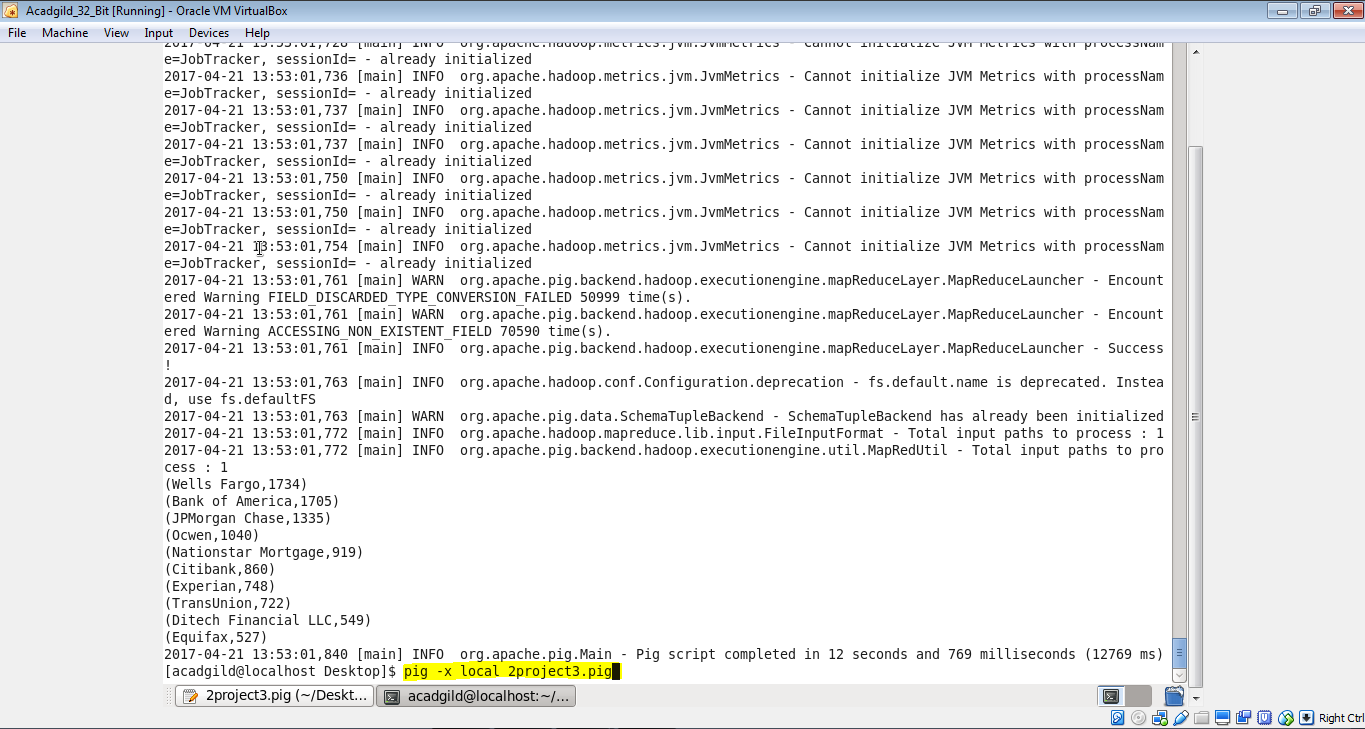 Acadgild_32_Bit [Running] - Oracle VM VirtualBox
File Machine View Input Devices Help
2017-04-21 13:53:01,728 [main] INFO  org.apache.hadoop.metrics.jvm.JvmMetrics - Cannot initialize JVM Metrics with processNam
e=JobTracker, sessionId= - already initialized
2017-04-21 13:53:01,736 [main] INFO  org.apache.hadoop.metrics.jvm.JvmMetrics - Cannot initialize JVM Metrics with processNam
e=JobTracker, sessionId= - already initialized
2017-04-21 13:53:01,737 [main] INFO  org.apache.hadoop.metrics.jvm.JvmMetrics - Cannot initialize JVM Metrics with processNam
e=JobTracker, sessionId= - already initialized
2017-04-21 13:53:01,737 [main] INFO  org.apache.hadoop.metrics.jvm.JvmMetrics - Cannot initialize JVM Metrics with processNam
e=JobTracker, sessionId= - already initialized
2017-04-21 13:53:01,750 [main] INFO  org.apache.hadoop.metrics.jvm.JvmMetrics - Cannot initialize JVM Metrics with processNam
e=JobTracker, sessionId= - already initialized
2017-04-21 13:53:01,750 [main] INFO  org.apache.hadoop.metrics.jvm.JvmMetrics - Cannot initialize JVM Metrics with processNam
e=JobTracker, sessionId= - already initialized
2017-04-21 13:53:01,754 [main] INFO  org.apache.hadoop.metrics.jvm.JvmMetrics - Cannot initialize JVM Metrics with processNam
e=JobTracker, sessionId= - already initialized
2017-04-21 13:53:01,761 [main] WARN  org.apache.pig.backend.hadoop.executionengine.mapReduceLayer.MapReduceLauncher - Encount
ered Warning FIELD_DISCARDED_TYPE_CONVERSION_FAILED 50999 time(s).
2017-04-21 13:53:01,761 [main] WARN  org.apache.pig.backend.hadoop.executionengine.mapReduceLayer.MapReduceLauncher - Encount
ered Warning ACCESSING_NON_EXISTENT_FIELD 70590 time(s).
2017-04-21 13:53:01,761 [main] INFO  org.apache.pig.backend.hadoop.executionengine.mapReduceLayer.MapReduceLauncher - Success
!
2017-04-21 13:53:01,763 [main] INFO  org.apache.hadoop.conf.Configuration.deprecation - fs.default.name is deprecated. Instea
d, use fs.defaultFS
2017-04-21 13:53:01,763 [main] WARN  org.apache.pig.data.SchemaTupleBackend - SchemaTupleBackend has already been initialized
2017-04-21 13:53:01,772 [main] INFO  org.apache.hadoop.mapreduce.lib.input.FileInputFormat - Total input paths to process : 1
2017-04-21 13:53:01,772 [main] INFO  org.apache.pig.backend.hadoop.executionengine.util.MapRedUtil - Total input paths to pro
cess : 1
(Wells Fargo,1734)
(Bank of America,1705)
(JPMorgan Chase,1335)
(Ocwen,1040)
(Nationstar Mortgage,919)
(Citibank,860)
(Experian,748)
(TransUnion,722)
(Ditech Financial LLC,549)
(Equifax,527)
2017-04-21 13:53:01,840 [main] INFO  org.apache.pig.Main - Pig script completed in 12 seconds and 769 milliseconds (12769 ms)
[acadgild@localhost Desktop]$ pig -x local 2project3.pig
2project3.pig (~/Deskt... acadgild@localhost:~/...
Right Ctrl